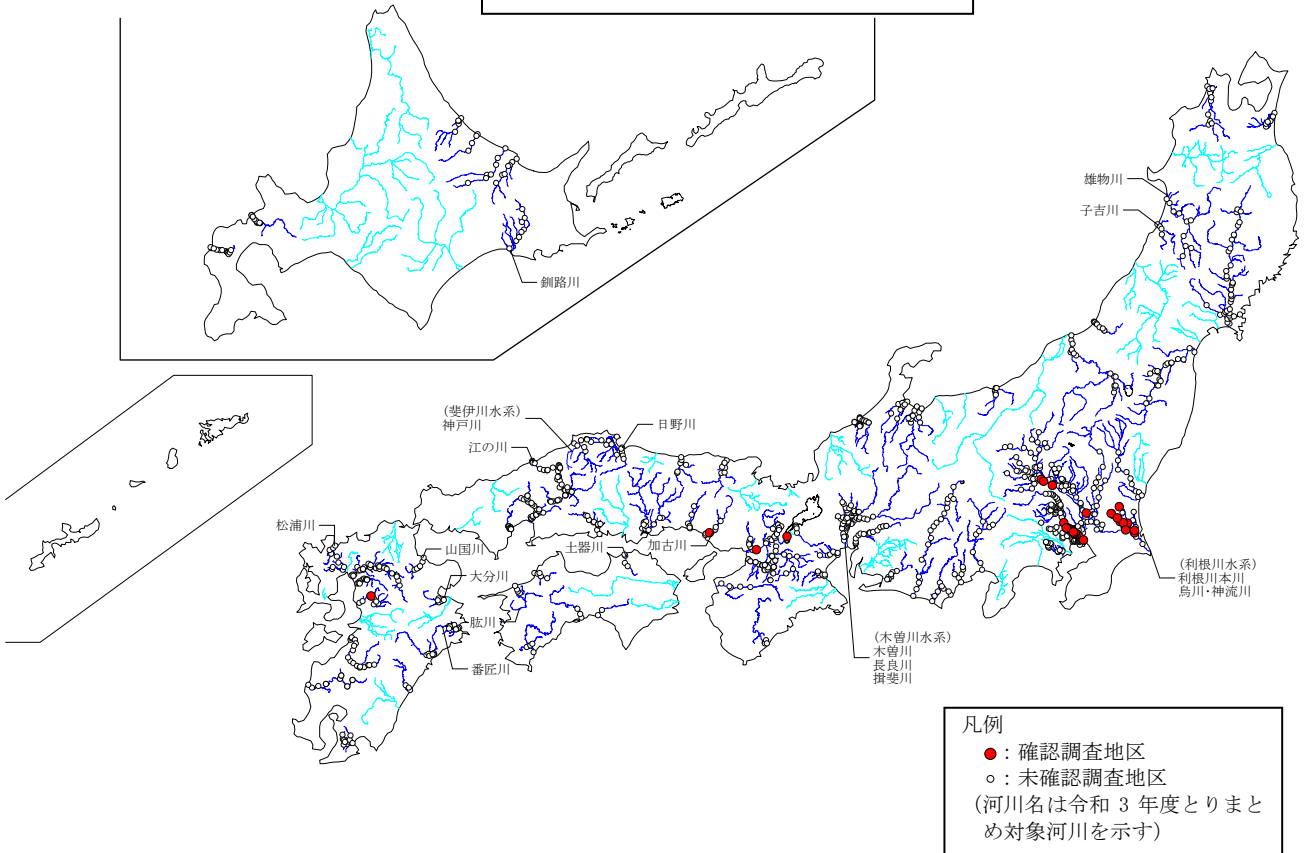 雄物川
子吉川
釧路川
(斐伊川水系)
神戸川
日野川
江の川
松浦川
山国川
土器川
加古川
大分川
肱川
番匠川
(利根川水系)
利根川本川
烏川・神流川
(木曽川水系)
木曽川
長良川
揖斐川
凡例
●：確認調査地区
○：未確認調査地区
(河川名は令和 3 年度とりまと
め対象河川を示す)